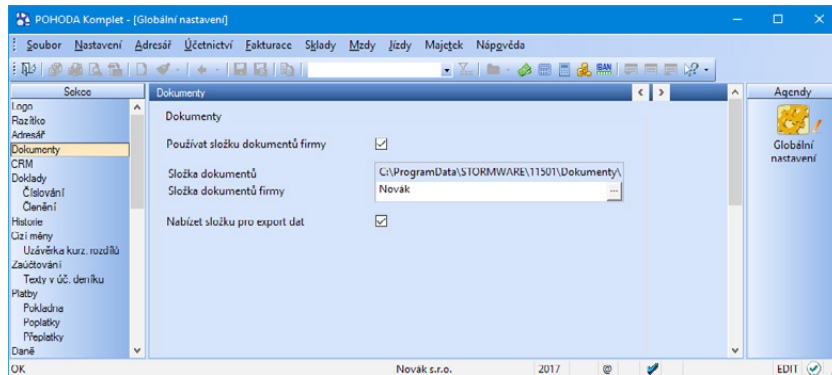 POHODA Komplet - [Globální nastavení]
Soubor Nastavení Adresář Účetnictví Fakturace Sklady Mzdy Jízdy Majetek Nápověda
Sekce
Logo
Razítko
Adresář
Dokumenty
CRM
Doklady
Číslování
Členění
Historie
Cizí měny
Uzávěrka kurz. rozdílů
Zaúčtování
Texty v úč. deníku
Platby
Pokladna
Poplatky
Přeplatky
Daně
Dokumenty
Dokumenty
Používat složku dokumentů firmy
Složka dokumentů C:\ProgramData\STORMWARE\11501\Dokumenty\
Složka dokumentů firmy Novák ...
Nabízet složku pro export dat
Agendy
Globální
nastavení
OK Novák s.r.o. 2017 @ EDIT